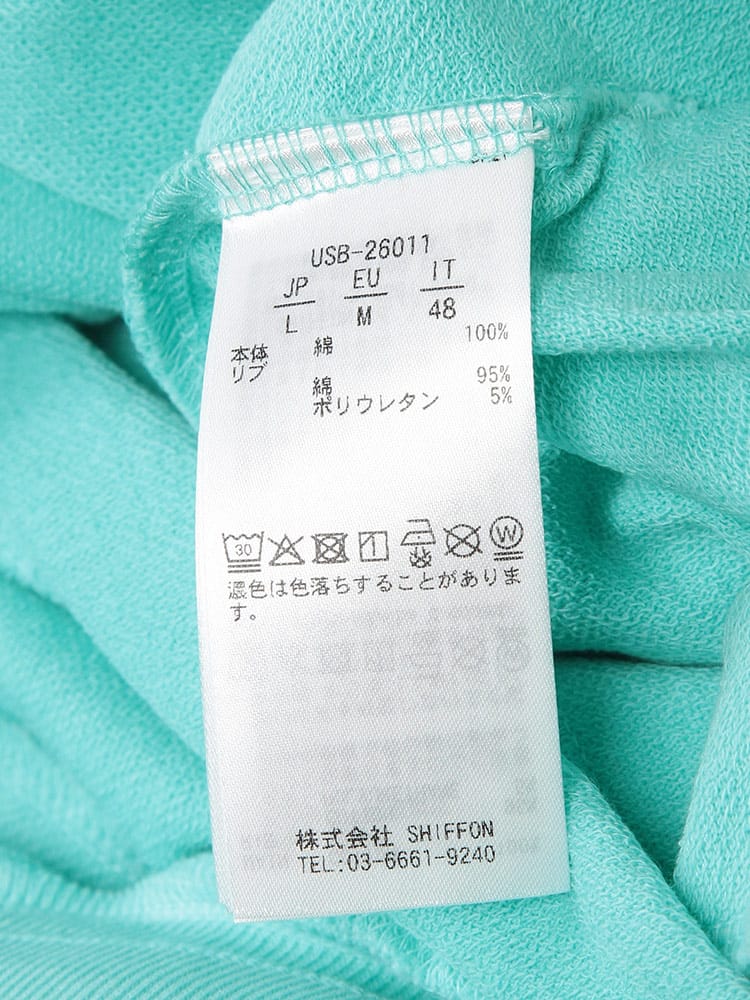 USB-26011
JP EU IT
L M 48
本体 綿 100%
リブ
綿 95%
ポリウレタン 5%
30 1 W
濃色は色落ちすることがありま
す。
株式会社 SHIFFON
TEL:03-6661-9240